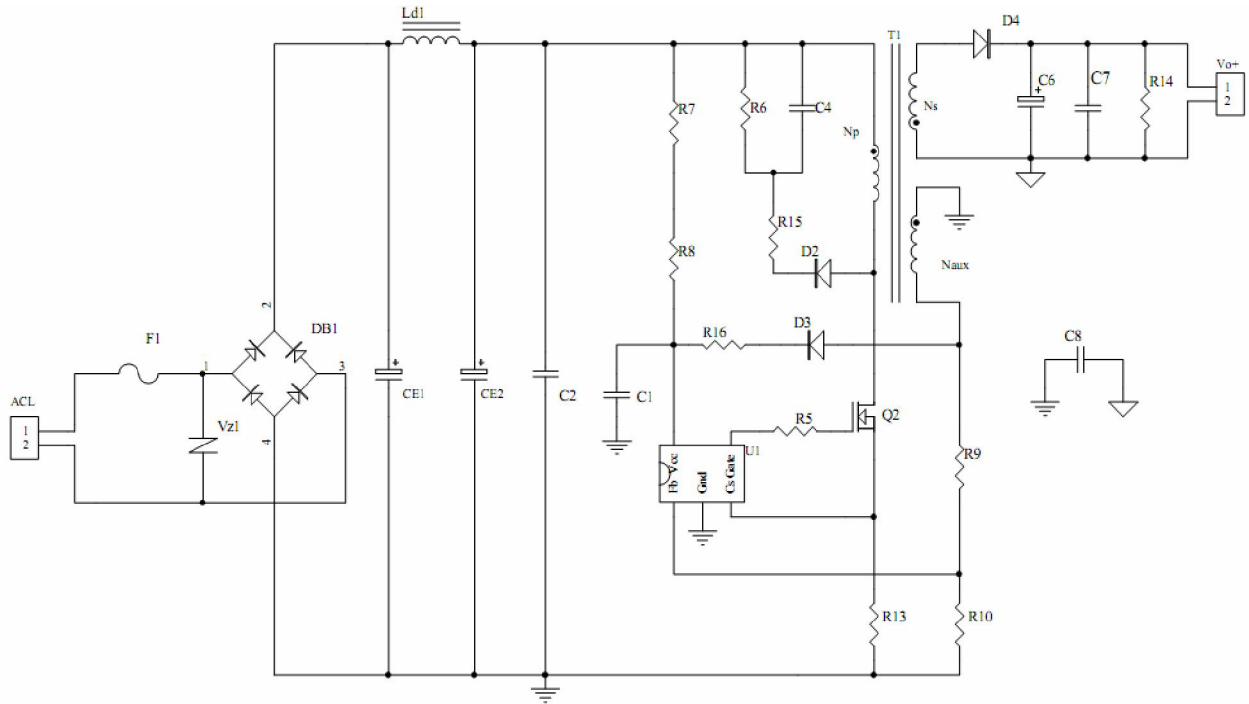 Ld1
D4
T1
Vo+
C6
C7
R14
1
2
R7
R6
C4
Np
Ns
R15
R8
D2
Naux
2
F1
DB1
D3
R16
C8
1
3
ACL
CE1
CE2
C2
C1
Q2
1
2
Vz1
4
R5
U1
Fb Vcc
Gnd
Cs Gate
R9
R13
R10